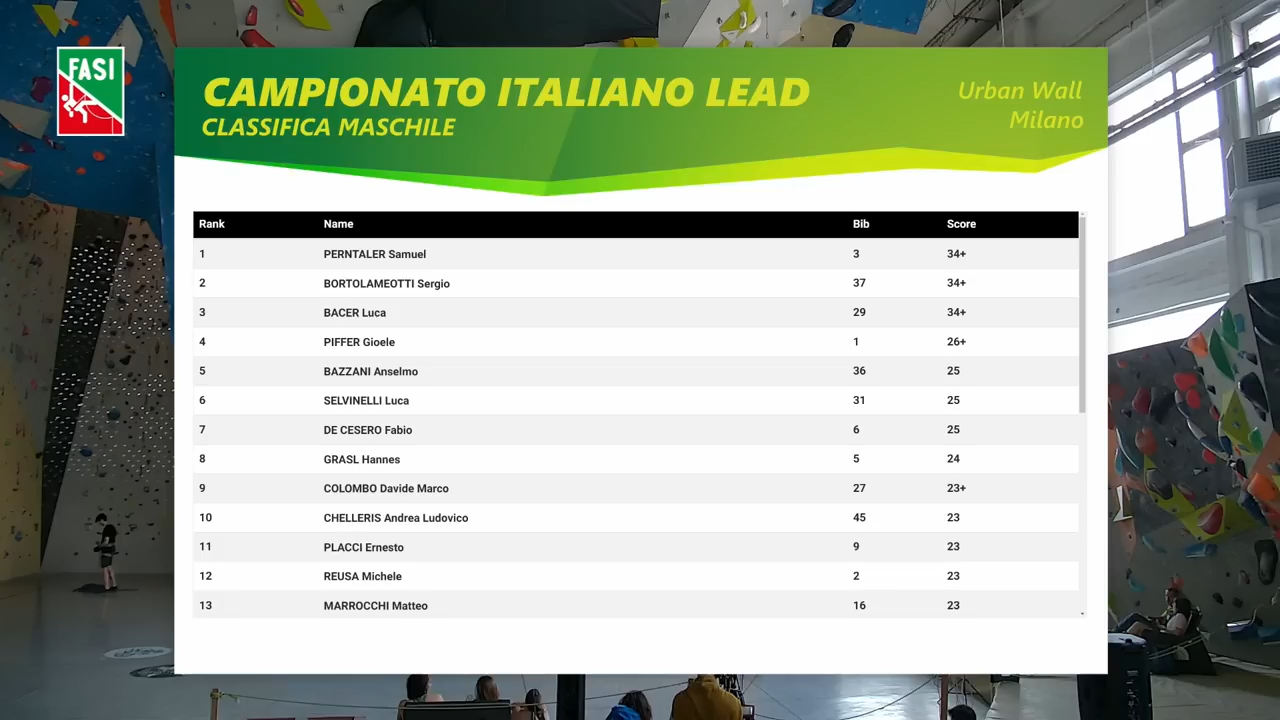 FASI
CAMPIONATO ITALIANO LEAD
CLASSIFICA MASCHILE
Urban Wall
Milano
Rank Name Bib Score
1 PERNTALER Samuel 3 34+
2 BORTOLAMEOTTI Sergio 37 34+
3 BACER Luca 29 34+
4 PIFFER Gioele 1 26+
5 BAZZANI Anselmo 36 25
6 SELVINELLI Luca 31 25
7 DE CESERO Fabio 6 25
8 GRASL Hannes 5 24
9 COLOMBO Davide Marco 27 23+
10 CHELLERIS Andrea Ludovico 45 23
11 PLACCI Ernesto 9 23
12 REUSA Michele 2 23
13 MARROCCHI Matteo 16 23